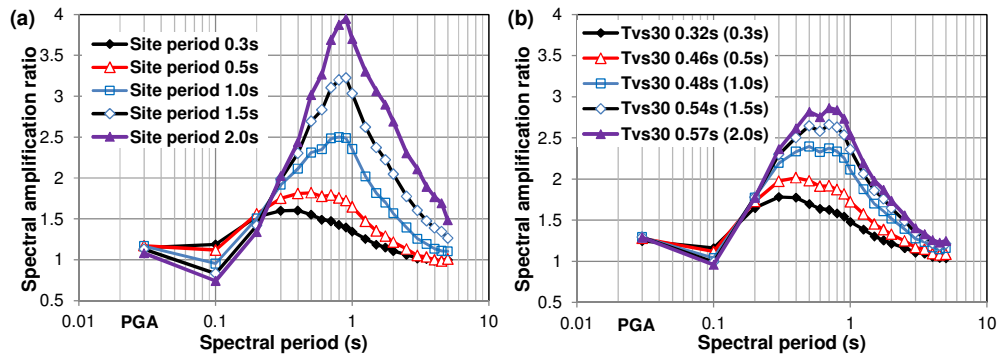 (a)
Spectral amplification ratio
4
3.5
3
2.5
2
1.5
1
0.5
Site period 0.3s
Site period 0.5s
Site period 1.0s
Site period 1.5s
Site period 2.0s
0.01 PGA 0.1 1 10
Spectral period (s)
(b)
Spectral amplification ratio
4
3.5
3
2.5
2
1.5
1
0.5
Tvs30 0.32s (0.3s)
Tvs30 0.46s (0.5s)
Tvs30 0.48s (1.0s)
Tvs30 0.54s (1.5s)
Tvs30 0.57s (2.0s)
0.01 PGA 0.1 1 10
Spectral period (s)